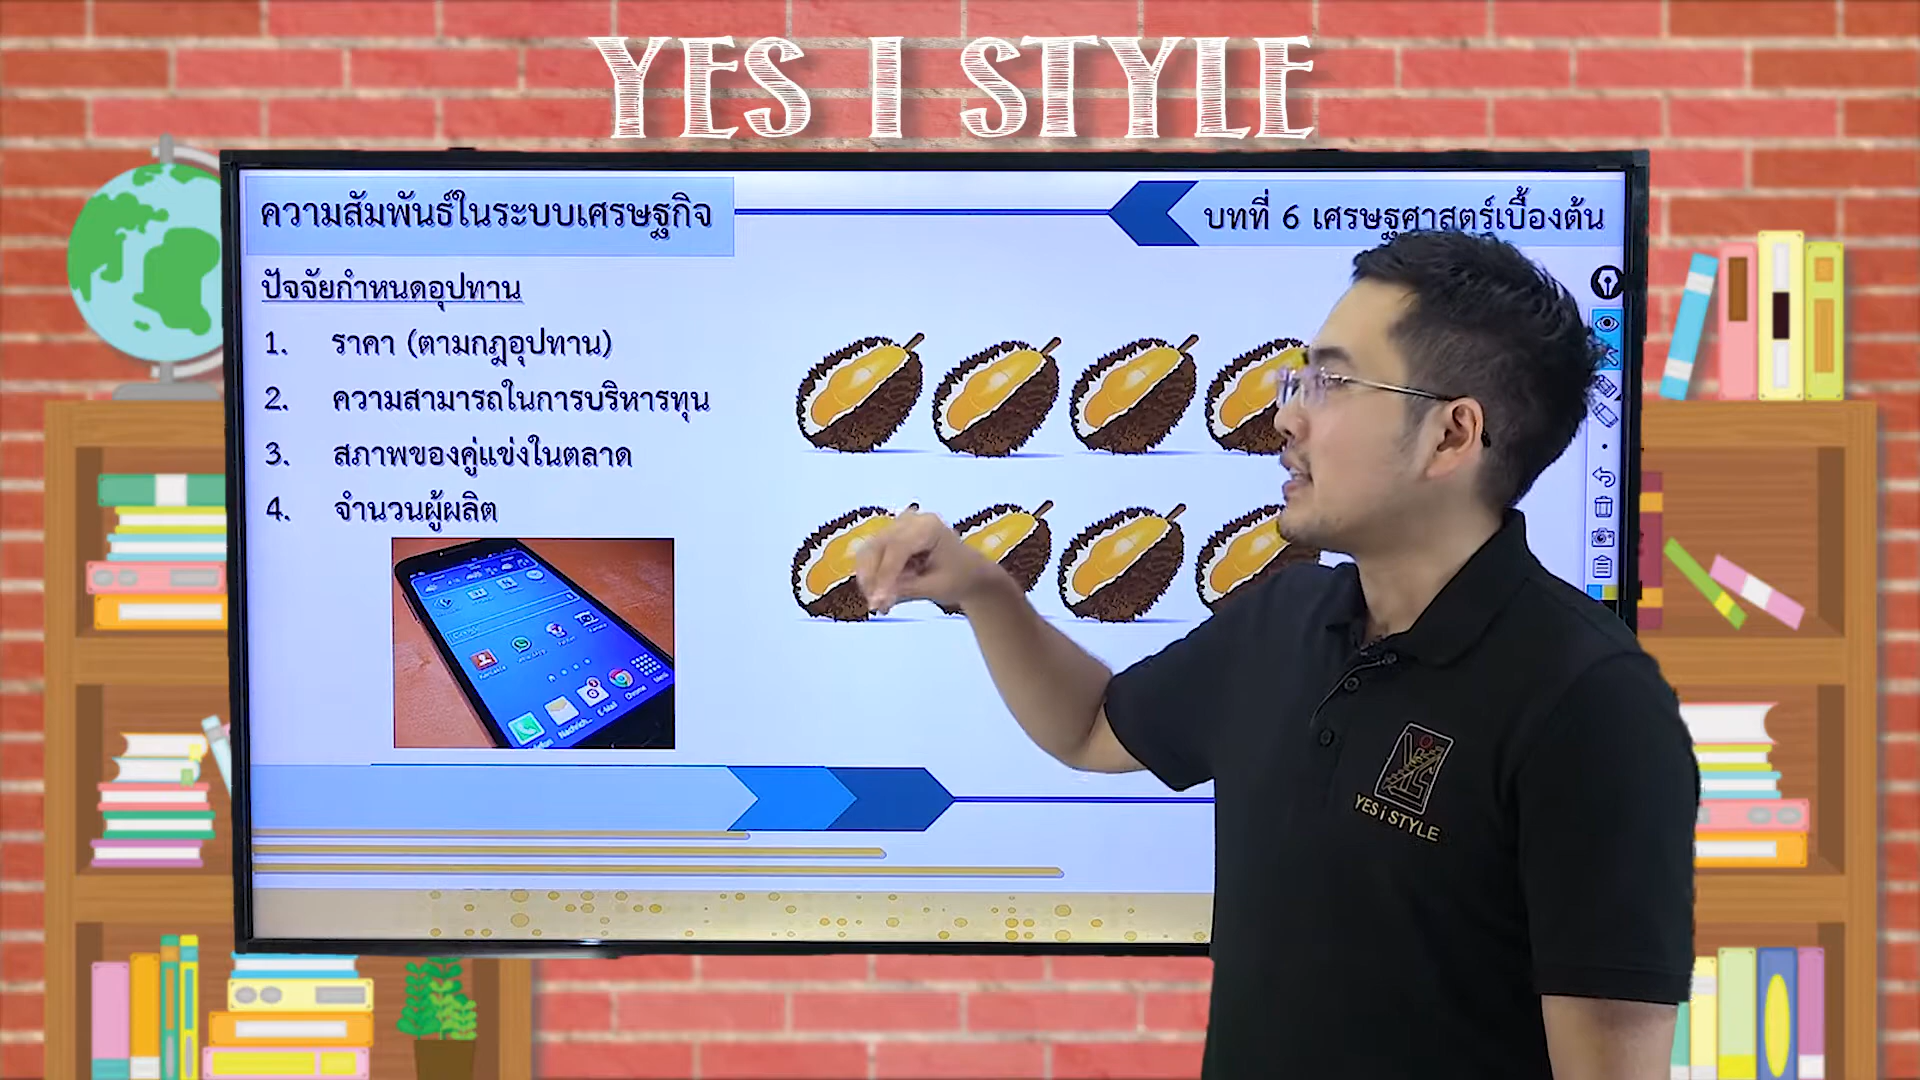 YES I STYLE
ความสัมพันธ์ในระบบเศรษฐกิจ
บทที่ 6 เศรษฐศาสตร์เบื้องต้น
ปัจจัยกำหนดอุปทาน
1. ราคา (ตามกฎอุปทาน)
2. ความสามารถในการบริหารทุน
3. สภาพของคู่แข่งในตลาด
4. จำนวนผู้ผลิต
YES i STYLE